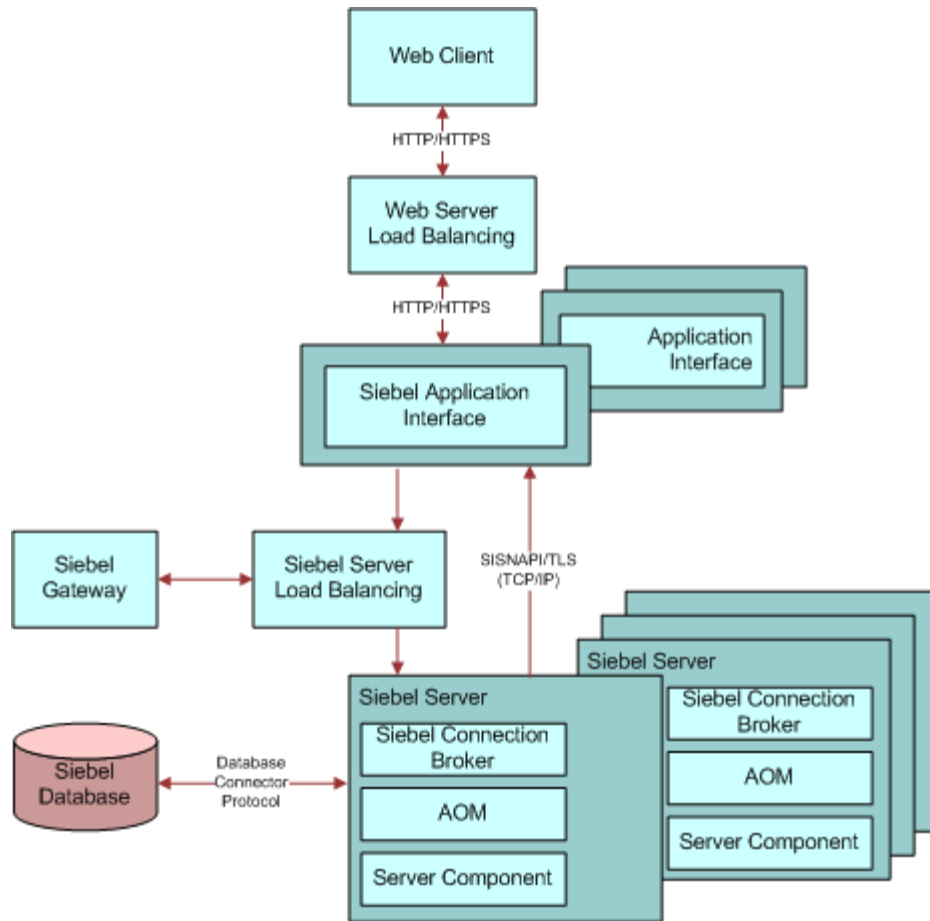 Web Client
HTTP/HTTPS
Web Server
Load Balancing
HTTP/HTTPS
Application
Interface
Siebel Application
Interface
Siebel
Gateway
Siebel Server
Load Balancing
SISNAPI/TLS
(TCP/IP)
Siebel Server
Siebel Connection
Broker
AOM
Server Component
Siebel Server
Siebel Connection
Broker
AOM
Server Component
Siebel
Database
Database
Connector
Protocol